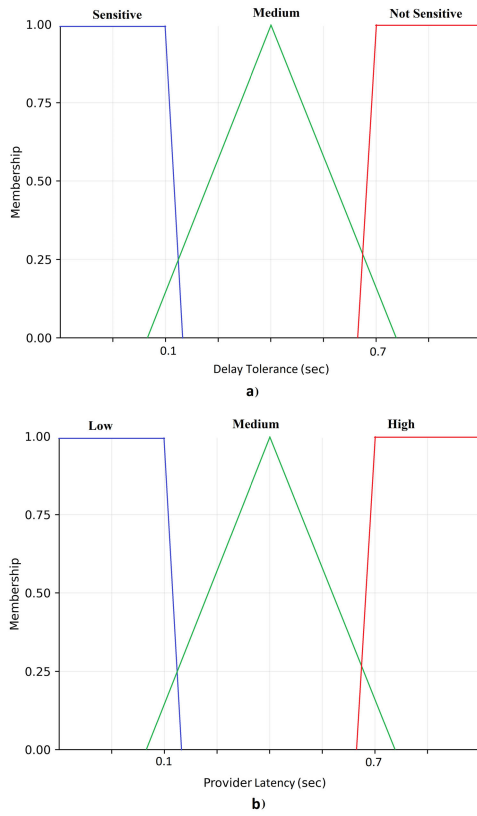 Sensitive Medium Not Sensitive
1.00
0.75
0.50
0.25
0.00
Membership
0.1 0.7
Delay Tolerance (sec)
a)
Low Medium High
1.00
0.75
0.50
0.25
0.00
Membership
0.1 0.7
Provider Latency (sec)
b)